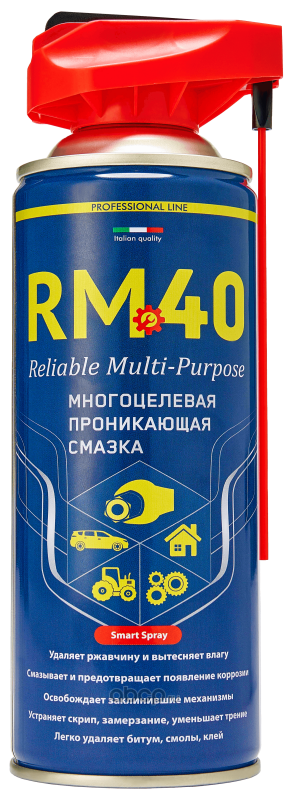 PROFESSIONAL LINE
Italian quality
RM40
Reliable Multi-Purpose
МНОГОЦЕЛЕВАЯ
ПРОНИКАЮЩАЯ
СМАЗКА
Smart Spray
Удаляет ржавчину и вытесняет влагу
Смазывает и предотвращает появление коррозии
Освобождает заклинившие механизмы
Устраняет скрип, замерзание, уменьшает трение
Легко удаляет битум, смолы, клей